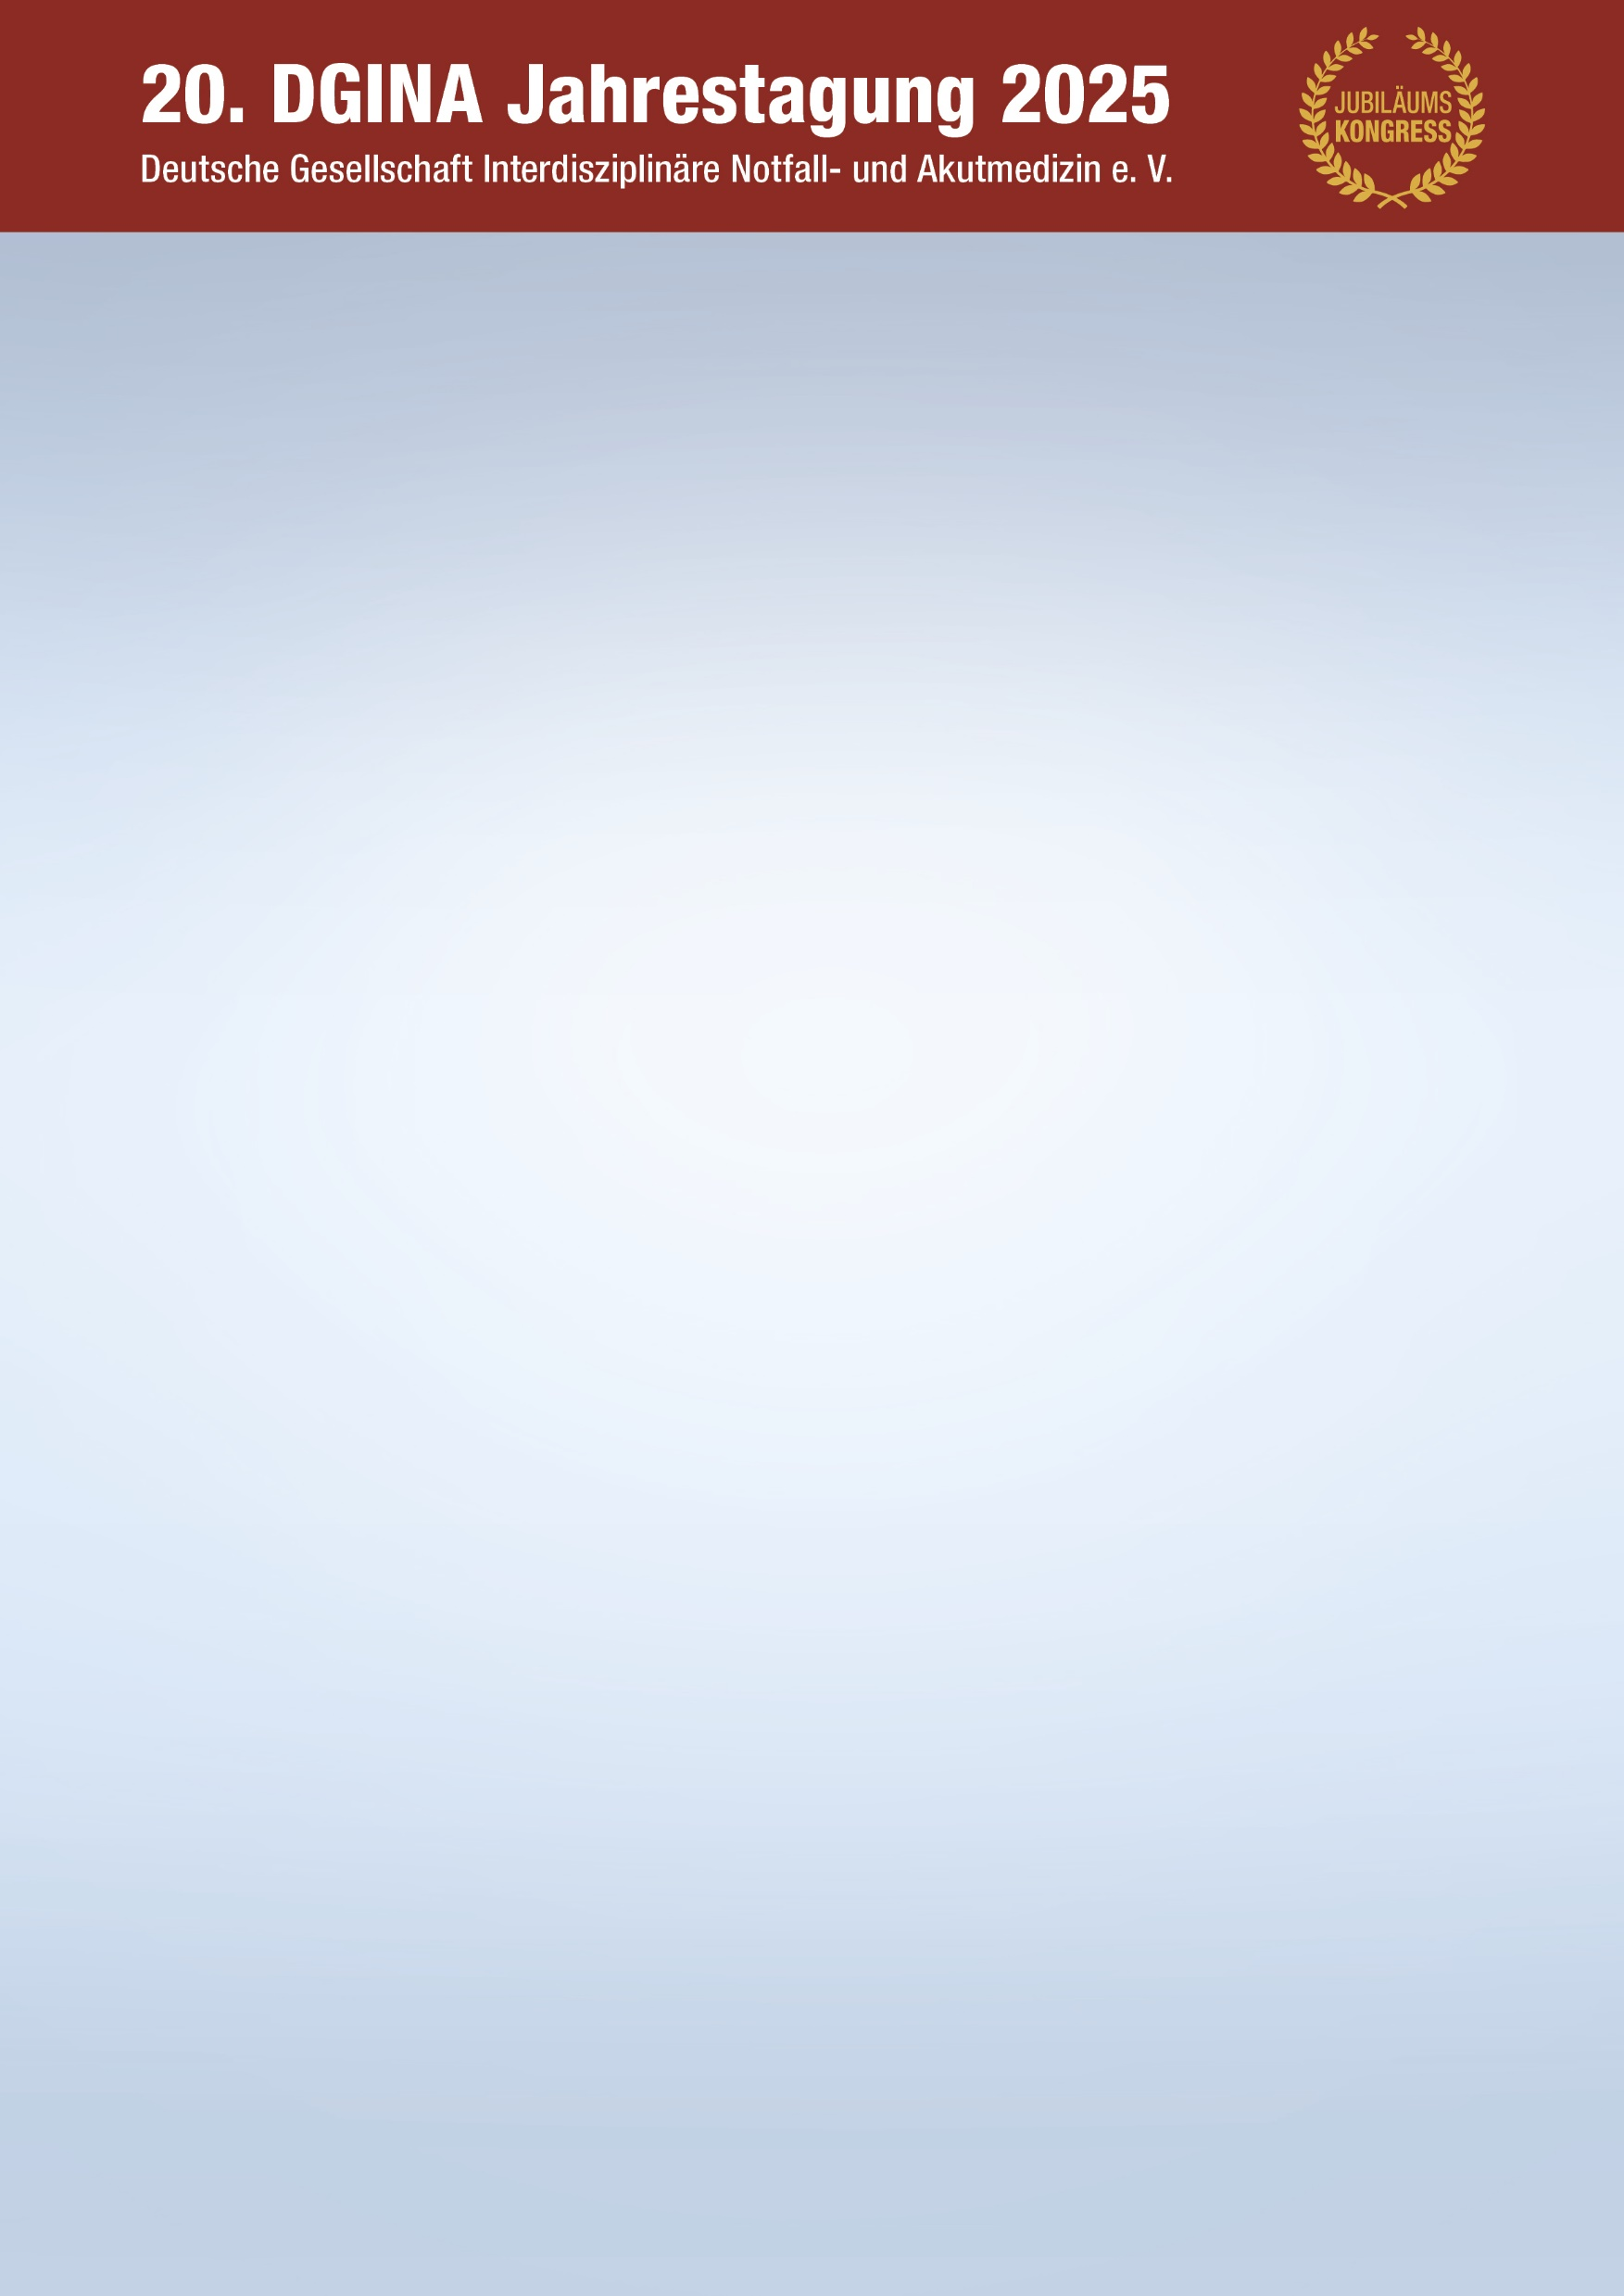 20. DGINA Jahrestagung 2025
Deutsche Gesellschaft Interdisziplinäre Notfall- und Akutmedizin e. V.
JUBILÄUMS
KONGRESS